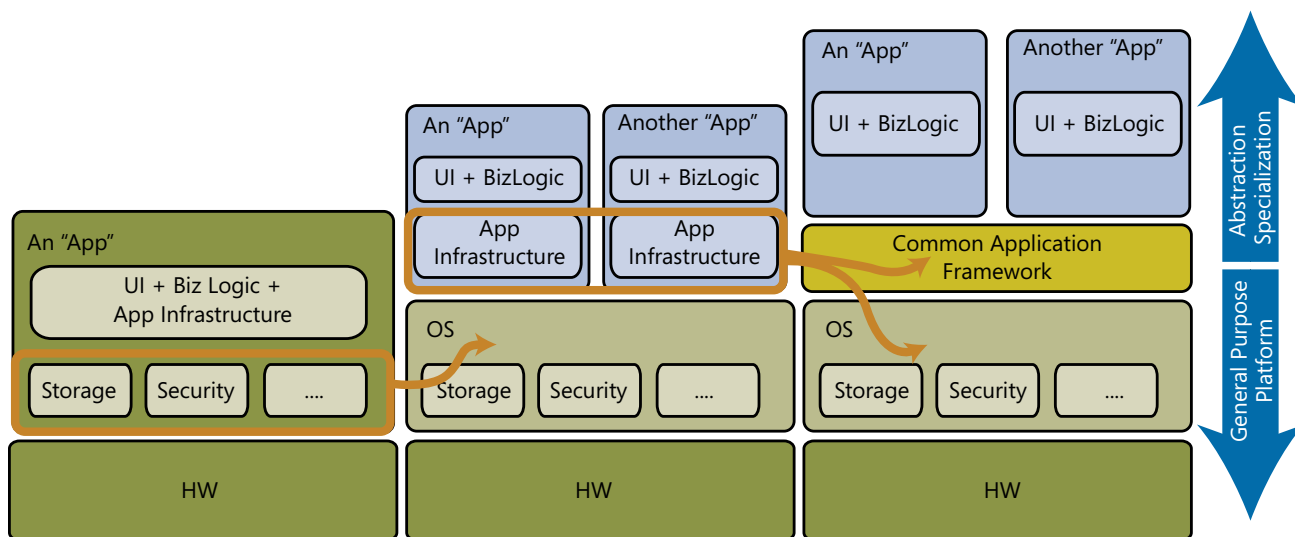 An “App”
UI + Biz Logic +
App Infrastructure
Storage
Security
....
HW
An “App”
UI + BizLogic
App
Infrastructure
Another “App”
UI + BizLogic
App
Infrastructure
OS
Storage
Security
....
HW
An “App”
UI + BizLogic
Another “App”
UI + BizLogic
Common Application
Framework
OS
Storage
Security
....
HW
Abstraction
Specialization
General Purpose
Platform